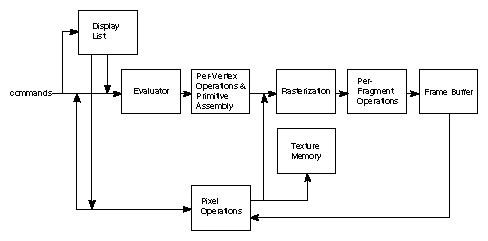 Display
List
commands
Evaluator
Per-Vertex
Operations &
Primitive
Assembly
Rasterization
Per-
Fragment
Operations
Frame Buffer
Texture
Memory
Pixel
Operations